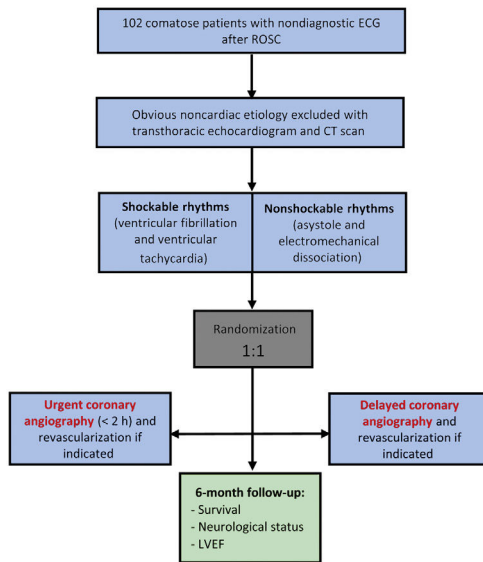 102 comatose patients with nondiagnostic ECG
after ROSC
Obvious noncardiac etiology excluded with
transthoracic echocardiogram and CT scan
Shockable rhythms
(ventricular fibrillation
and ventricular
tachycardia)
Nonshockable rhythms
(asystole and
electromechanical
dissociation)
Randomization
1:1
Urgent coronary
angiography (< 2 h) and
revascularization if
indicated
Delayed coronary
angiography and
revascularization if
indicated
6-month follow-up:
- Survival
- Neurological status
- LVEF